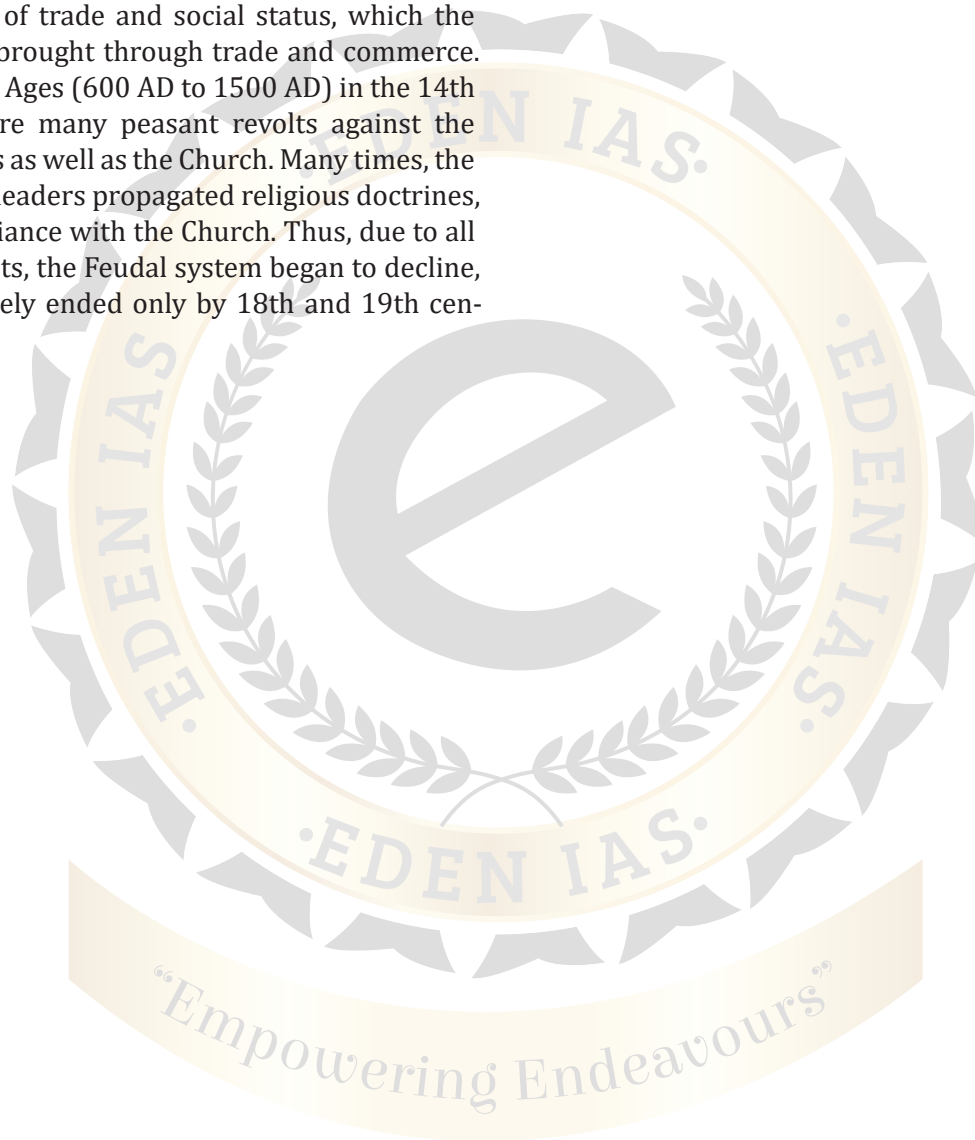 of trade and social status, which the
brought through trade and commerce.
Ages (600 AD to 1500 AD) in the 14th
re many peasant revolts against the
s as well as the Church. Many times, the
eaders propagated religious doctrines,
iance with the Church. Thus, due to all
ts, the Feudal system began to decline,
ely ended only by 18th and 19th cen-
·EDEN IAS·
·EDEN IAS·
·EDEN IAS·
·EDEN IAS·
“Empowering Endeavours”